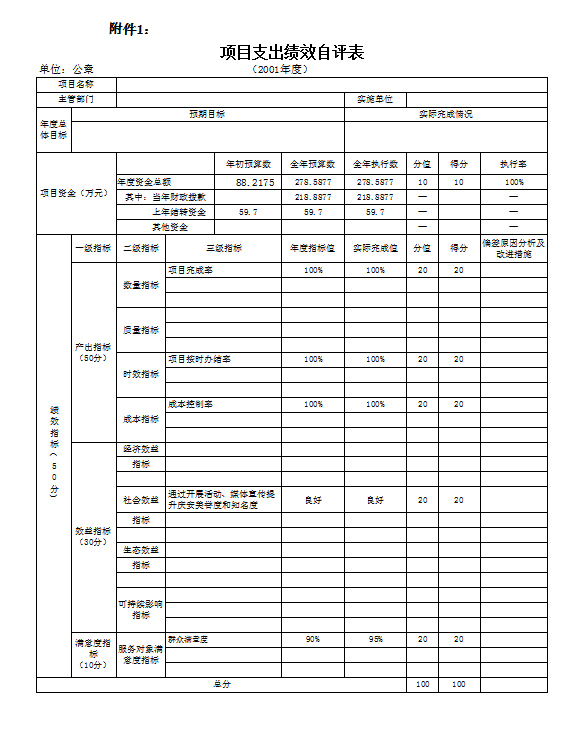 附件1：
项目支出绩效自评表
单位：公章 （2001年度）
项目名称
主管部门 实施单位
年度总体目标 预期目标 实际完成情况
项目资金（万元） 年初预算数 全年预算数 全年执行数 分值 得分 执行率
年度资金总额 88.2175 278.5877 278.5877 10 10 100%
其中：当年财政拨款 218.8877 218.8877 — —
上年结转资金 59.7 59.7 59.7 — —
其他资金 — —
绩效指标（50分） 一级指标 二级指标 三级指标 年度指标值 实际完成值 分值 得分 偏差原因分析及改进措施
产出指标（50分） 数量指标 项目完成率 100% 100% 20 20
质量指标
时效指标 项目按时办结率 100% 100% 20 20
成本指标 成本控制率 100% 100% 20 20
效益指标（30分） 经济效益
指标
社会效益 通过开展活动、媒体宣传提升庆安美誉度和知名度 良好 良好 20 20
指标
生态效益
指标
可持续影响指标
满意度指标（10分） 服务对象满意度指标 群众满意度 90% 95% 20 20
总分 100 100